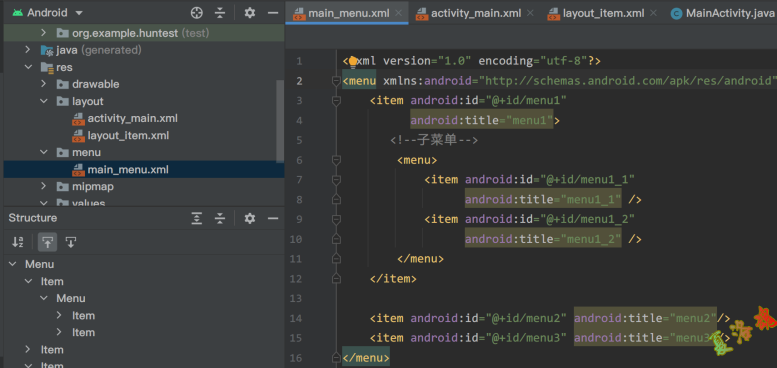 Android
main_menu.xml
activity_main.xml
layout_item.xml
MainActivity.java
org.example.huntest (test)
java (generated)
res
drawable
layout
activity_main.xml
layout_item.xml
menu
main_menu.xml
mipmap
values
Structure
Menu
Item
Menu
Item
Item
Item
Item
1 <?xml version="1.0" encoding="utf-8"?>
2 <menu xmlns:android="http://schemas.android.com/apk/res/android"
3 <item android:id="@+id/menu1"
4 android:title="menu1">
5 <!--子菜单-->
6 <menu>
7 <item android:id="@+id/menu1_1"
8 android:title="menu1_1" />
9 <item android:id="@+id/menu1_2"
10 android:title="menu1_2" />
11 </menu>
12 </item>
13
14 <item android:id="@+id/menu2" android:title="menu2"/>
15 <item android:id="@+id/menu3" android:title="menu3"/>
16 </menu>